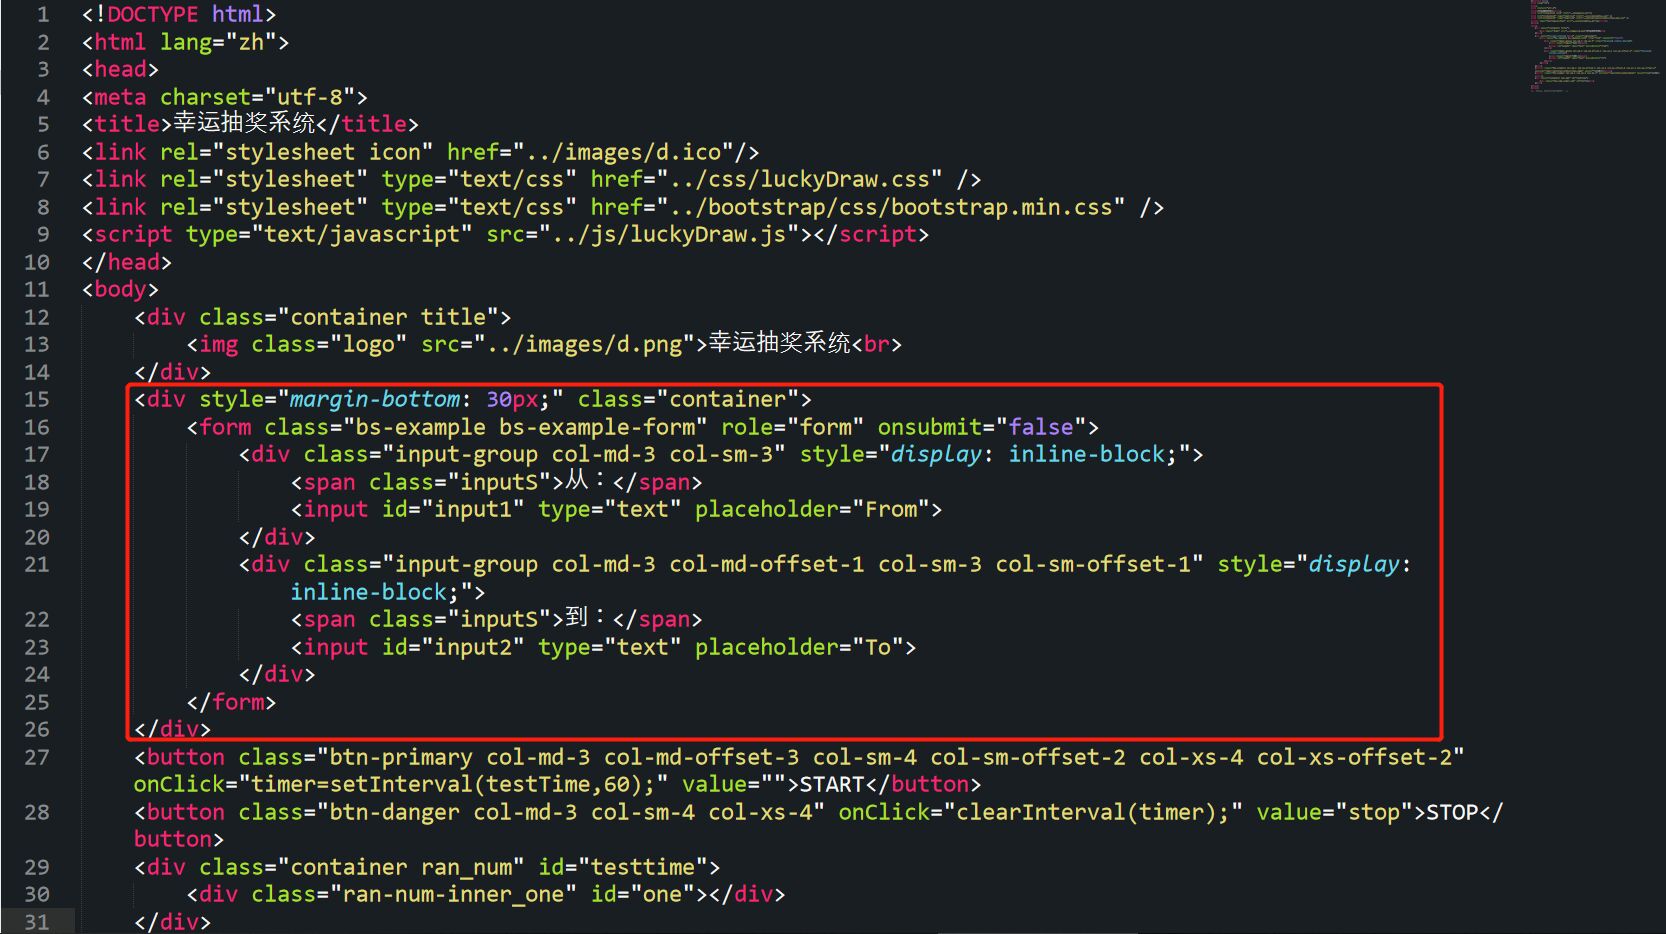 1 <!DOCTYPE html>
2 <html lang="zh">
3 <head>
4 <meta charset="utf-8">
5 <title>幸运抽奖系统</title>
6 <link rel="stylesheet icon" href="../images/d.ico"/>
7 <link rel="stylesheet" type="text/css" href="../css/luckyDraw.css" />
8 <link rel="stylesheet" type="text/css" href="../bootstrap/css/bootstrap.min.css" />
9 <script type="text/javascript" src="../js/luckyDraw.js"></script>
10 </head>
11 <body>
12 <div class="container title">
13 <img class="logo" src="../images/d.png">幸运抽奖系统<br>
14 </div>
15 <div style="margin-bottom: 30px;" class="container">
16 <form class="bs-example bs-example-form" role="form" onsubmit="false">
17 <div class="input-group col-md-3 col-sm-3" style="display: inline-block;">
18 <span class="inputS">从：</span>
19 <input id="input1" type="text" placeholder="From">
20 </div>
21 <div class="input-group col-md-3 col-md-offset-1 col-sm-3 col-sm-offset-1" style="display:
inline-block;">
22 <span class="inputS">到：</span>
23 <input id="input2" type="text" placeholder="To">
24 </div>
25 </form>
26 </div>
27 <button class="btn-primary col-md-3 col-md-offset-3 col-sm-4 col-sm-offset-2 col-xs-4 col-xs-offset-2"
onClick="timer=setInterval(testTime,60);" value="">START</button>
28 <button class="btn-danger col-md-3 col-sm-4 col-xs-4" onClick="clearInterval(timer);" value="stop">STOP</
button>
29 <div class="container ran_num" id="testtime">
30 <div class="ran-num-inner_one" id="one"></div>
31 </div>